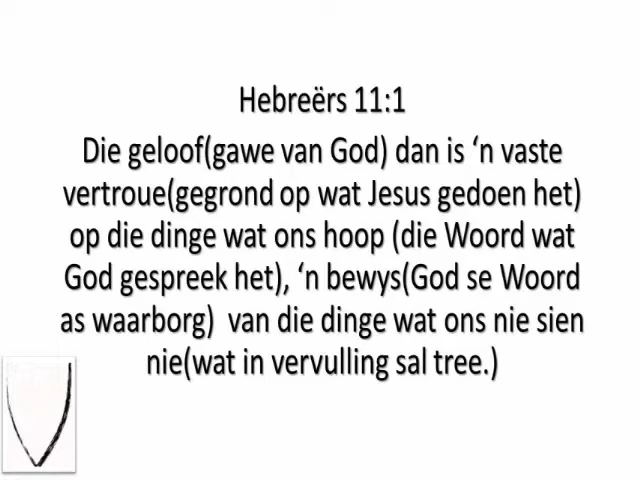 Hebreërs 11:1
Die geloof(gawe van God) dan is ‘n vaste
vertroue(gegrond op wat Jesus gedoen het)
op die dinge wat ons hoop (die Woord wat
God gespreek het), ‘n bewys(God se Woord
as waarborg)  van die dinge wat ons nie sien
nie(wat in vervulling sal tree.)